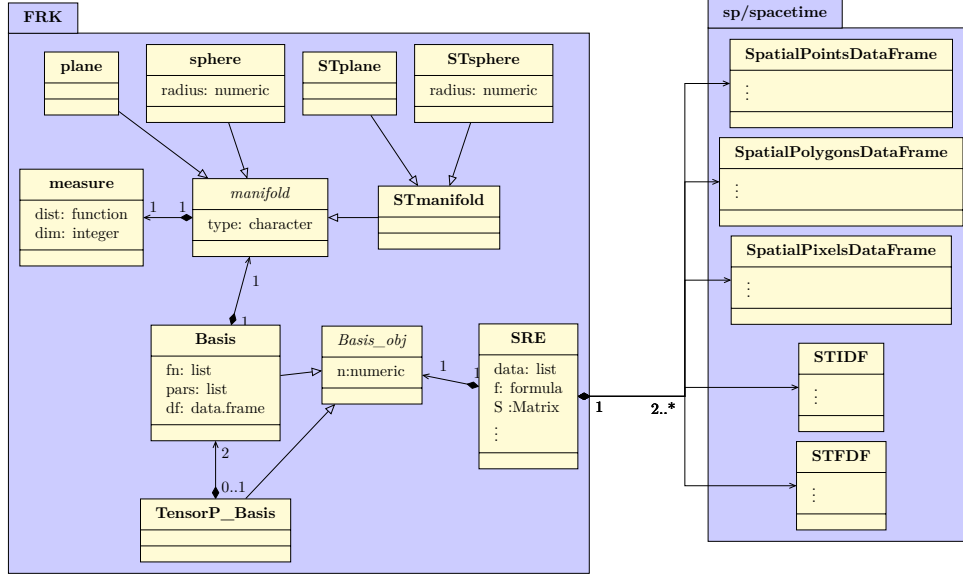 FRK
plane
sphere
radius: numeric
STplane
STsphere
radius: numeric
measure
dist: function
dim: integer
1
1
manifold
type: character
STmanifold
1
1
Basis
fn: list
pars: list
df: data.frame
Basis_obj
n:numeric
1
1
SRE
data: list
f: formula
S :Matrix
⋮
1
2..*
2
0..1
TensorP_Basis
sp/spacetime
SpatialPointsDataFrame
⋮
SpatialPolygonsDataFrame
⋮
SpatialPixelsDataFrame
⋮
STIDF
⋮
STFDF
⋮